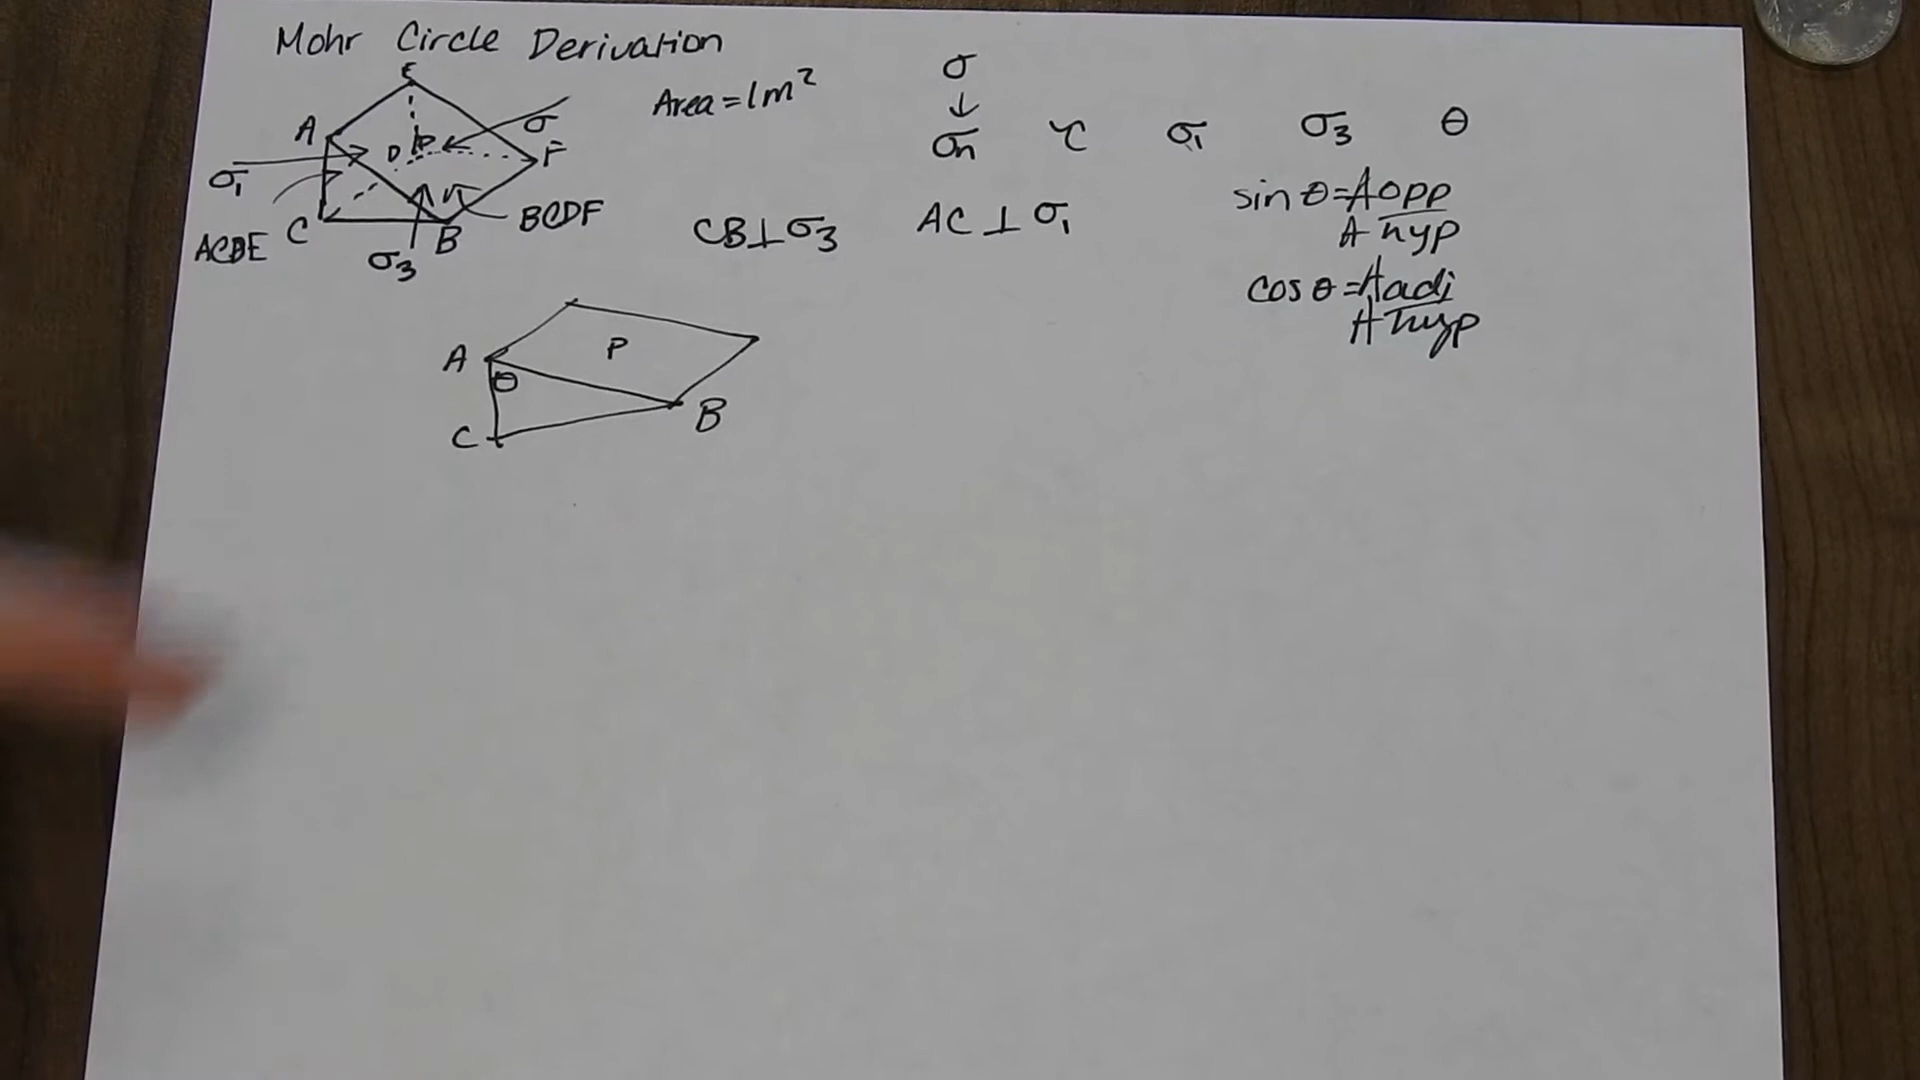 Mohr Circle Derivation
E
A
D P
σ
F
σ1
ACDE
C
σ3
B
BCDF
Area = 1m²
σ
↓
σn τ σ1 σ3 θ
CB ⊥ σ3
AC ⊥ σ1
sin θ = A opp
A hyp
cos θ = A adj
A hyp
A
P
θ
C
B